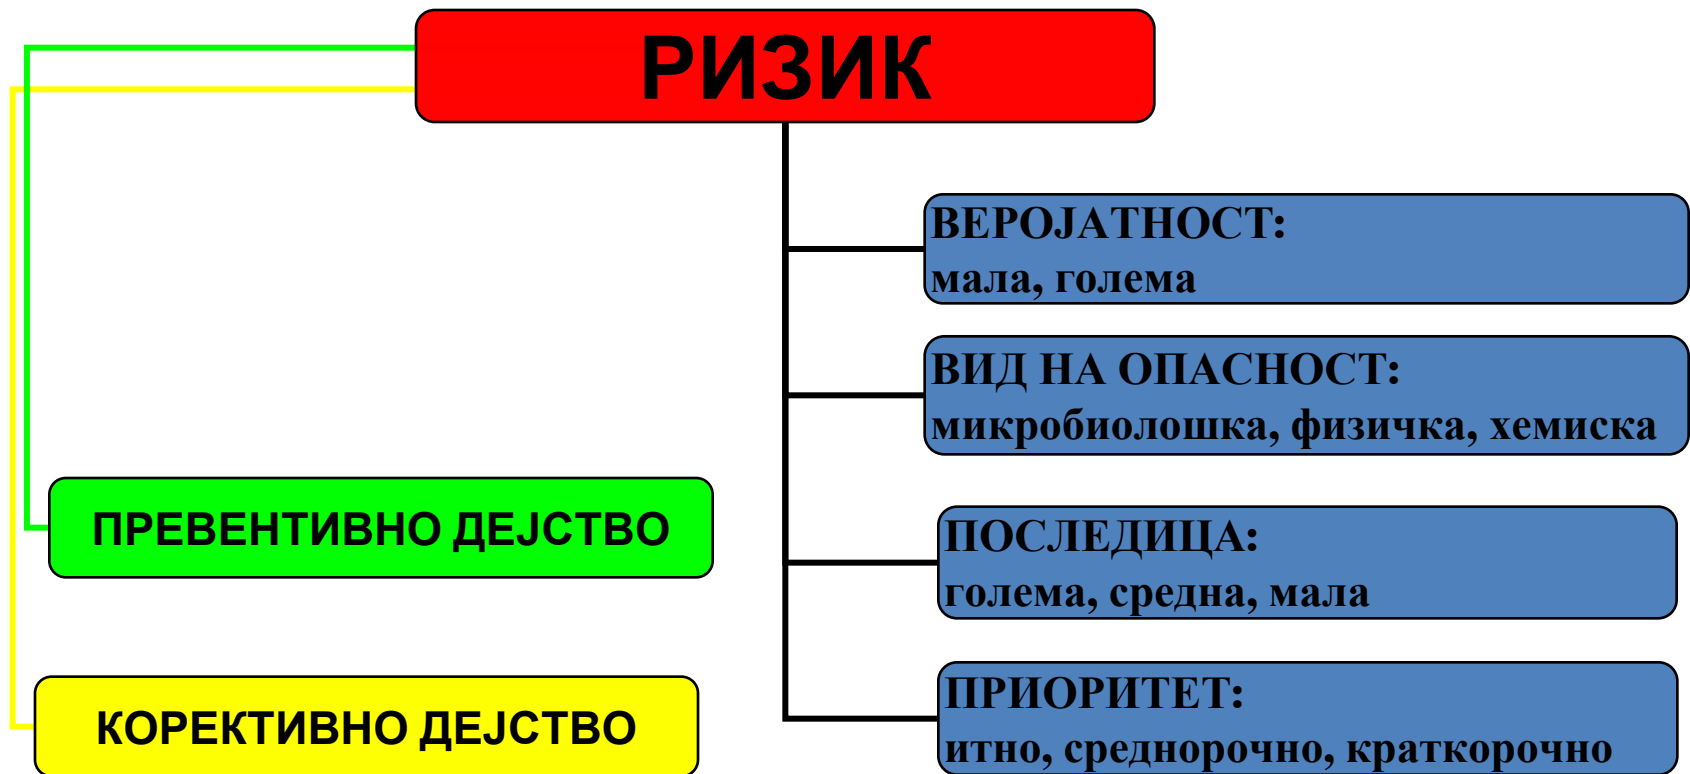 РИЗИК
ВЕРОЈАТНОСТ:
мала, голема
ВИД НА ОПАСНОСТ:
микробиолошка, физичка, хемиска
ПРЕВЕНТИВНО ДЕЈСТВО
ПОСЛЕДИЦА:
голема, средна, мала
КОРЕКТИВНО ДЕЈСТВО
ПРИОРИТЕТ:
итно, среднорочно, краткорочно